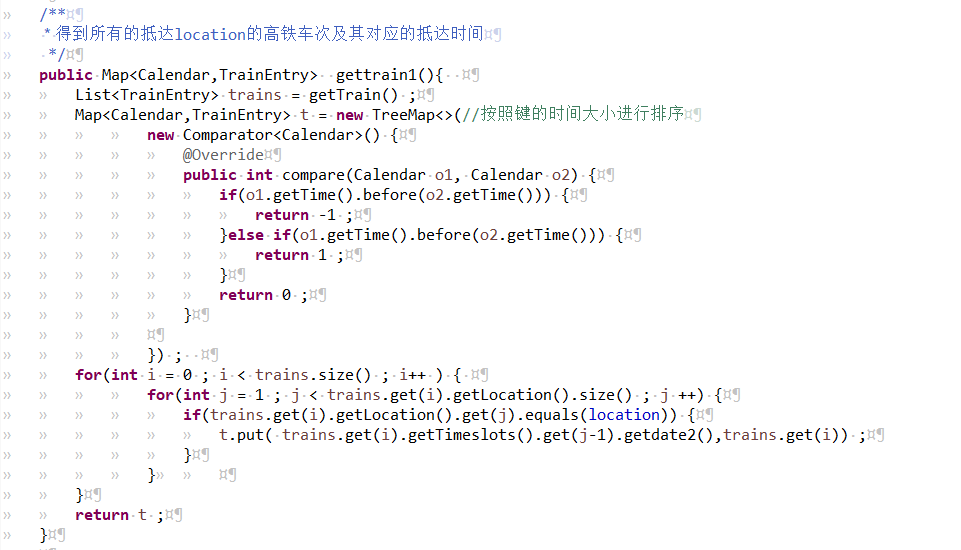 /**
* 得到所有的抵达location的高铁车次及其对应的抵达时间
*/
public Map<Calendar,TrainEntry>  gettrain1(){
List<TrainEntry> trains = getTrain() ;
Map<Calendar,TrainEntry> t = new TreeMap<>(//按照键的时间大小进行排序
new Comparator<Calendar>() {
@Override
public int compare(Calendar o1, Calendar o2) {
if(o1.getTime().before(o2.getTime())) {
return -1 ;
}else if(o1.getTime().before(o2.getTime())) {
return 1 ;
}
return 0 ;
}
}) ;
for(int i = 0 ; i < trains.size() ; i++ ) {
for(int j = 1 ; j < trains.get(i).getLocation().size() ; j ++) {
if(trains.get(i).getLocation().get(j).equals(location)) {
t.put( trains.get(i).getTimeslots().get(j-1).getdate2(),trains.get(i)) ;
}
}
}
return t ;
}